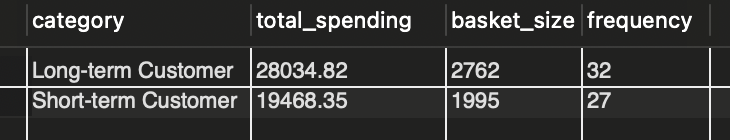 category total_spending basket_size frequency
Long-term Customer 28034.82 2762 32
Short-term Customer 19468.35 1995 27